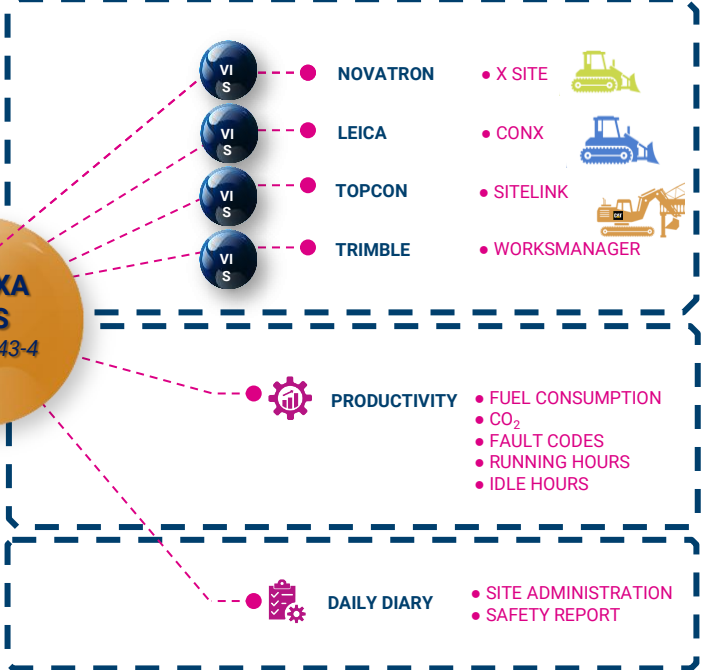 VI
S
NOVATRON
● X SITE
VI
S
LEICA
● CONX
VI
S
TOPCON
● SITELINK
CAT
VI
S
TRIMBLE
● WORKSMANAGER
XA
S
43-4
PRODUCTIVITY
● FUEL CONSUMPTION
● CO₂
● FAULT CODES
● RUNNING HOURS
● IDLE HOURS
DAILY DIARY
● SITE ADMINISTRATION
● SAFETY REPORT